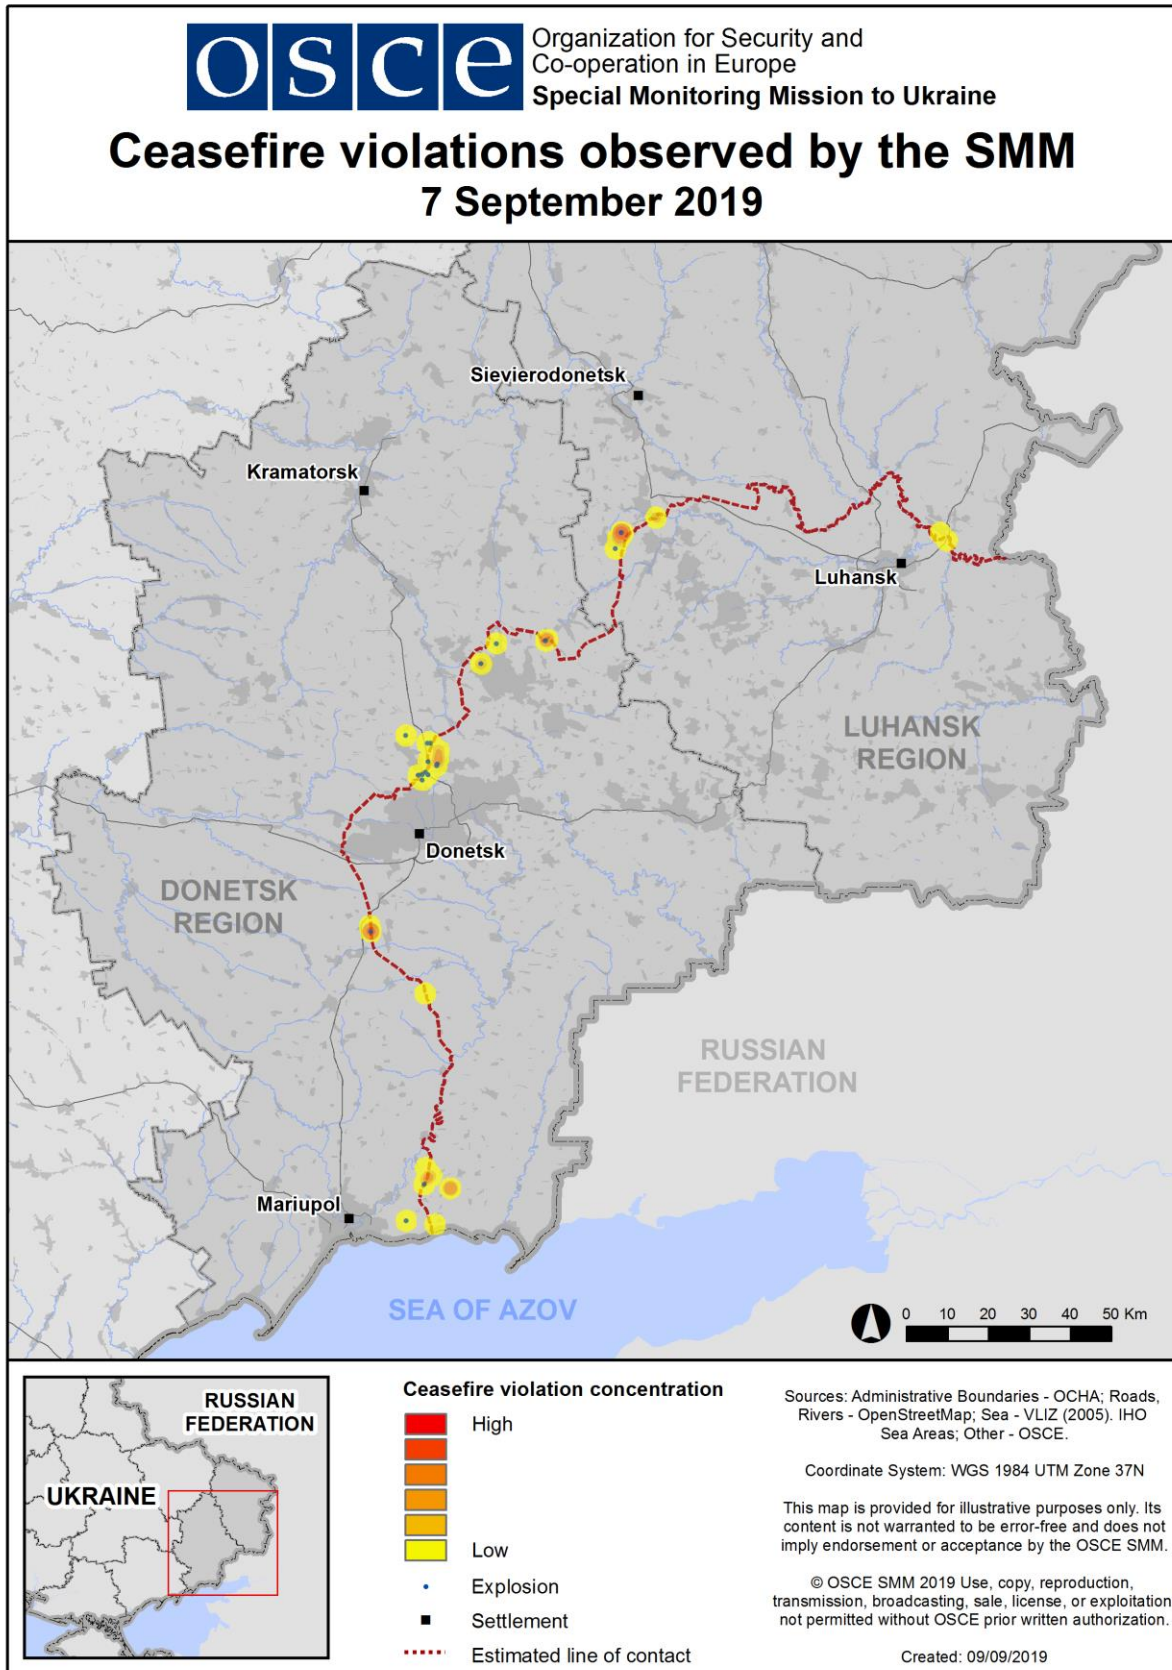 osce
Organization for Security and
Co-operation in Europe
Special Monitoring Mission to Ukraine
Ceasefire violations observed by the SMM
7 September 2019
Sievierodonetsk
Kramatorsk
Luhansk
LUHANSK
REGION
Donetsk
DONETSK
REGION
RUSSIAN
FEDERATION
Mariupol
SEA OF AZOV
0 10 20 30 40 50 Km
RUSSIAN
FEDERATION
UKRAINE
Ceasefire violation concentration
High
Low
Explosion
Settlement
Estimated line of contact
Sources: Administrative Boundaries - OCHA; Roads,
Rivers - OpenStreetMap; Sea - VLIZ (2005). IHO
Sea Areas; Other - OSCE.
Coordinate System: WGS 1984 UTM Zone 37N
This map is provided for illustrative purposes only. Its
content is not warranted to be error-free and does not
imply endorsement or acceptance by the OSCE SMM.
© OSCE SMM 2019 Use, copy, reproduction,
transmission, broadcasting, sale, license, or exploitation
not permitted without OSCE prior written authorization.
Created: 09/09/2019